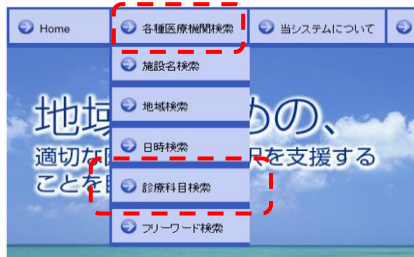 Home
各種医療機関検索
当システムについて
施設名検索
地域検索
日時検索
診療科目検索
フリーワード検索
地域
めの、
適切な
択を支援する
ことを